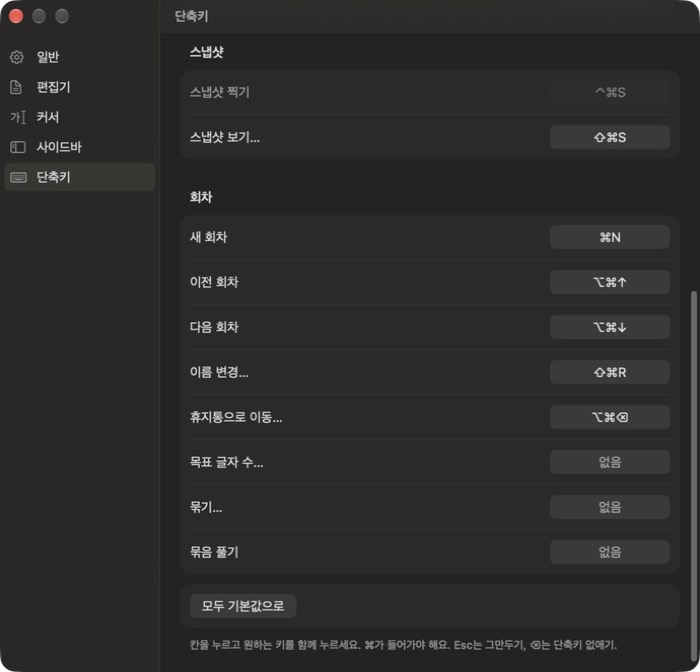 단축키
일반
편집기
가 커서
사이드바
단축키
스냅샷
스냅샷 찍기 ^⌘S
스냅샷 보기... ⇧⌘S
회차
새 회차 ⌘N
이전 회차 ⌥⌘↑
다음 회차 ⌥⌘↓
이름 변경... ⇧⌘R
휴지통으로 이동... ⌥⌘⌫
목표 글자 수... 없음
묶기... 없음
묶음 풀기 없음
모두 기본값으로
칸을 누르고 원하는 키를 함께 누르세요. ⌘가 들어가야 해요. Esc는 그만두기, ⌫는 단축키 없애기.